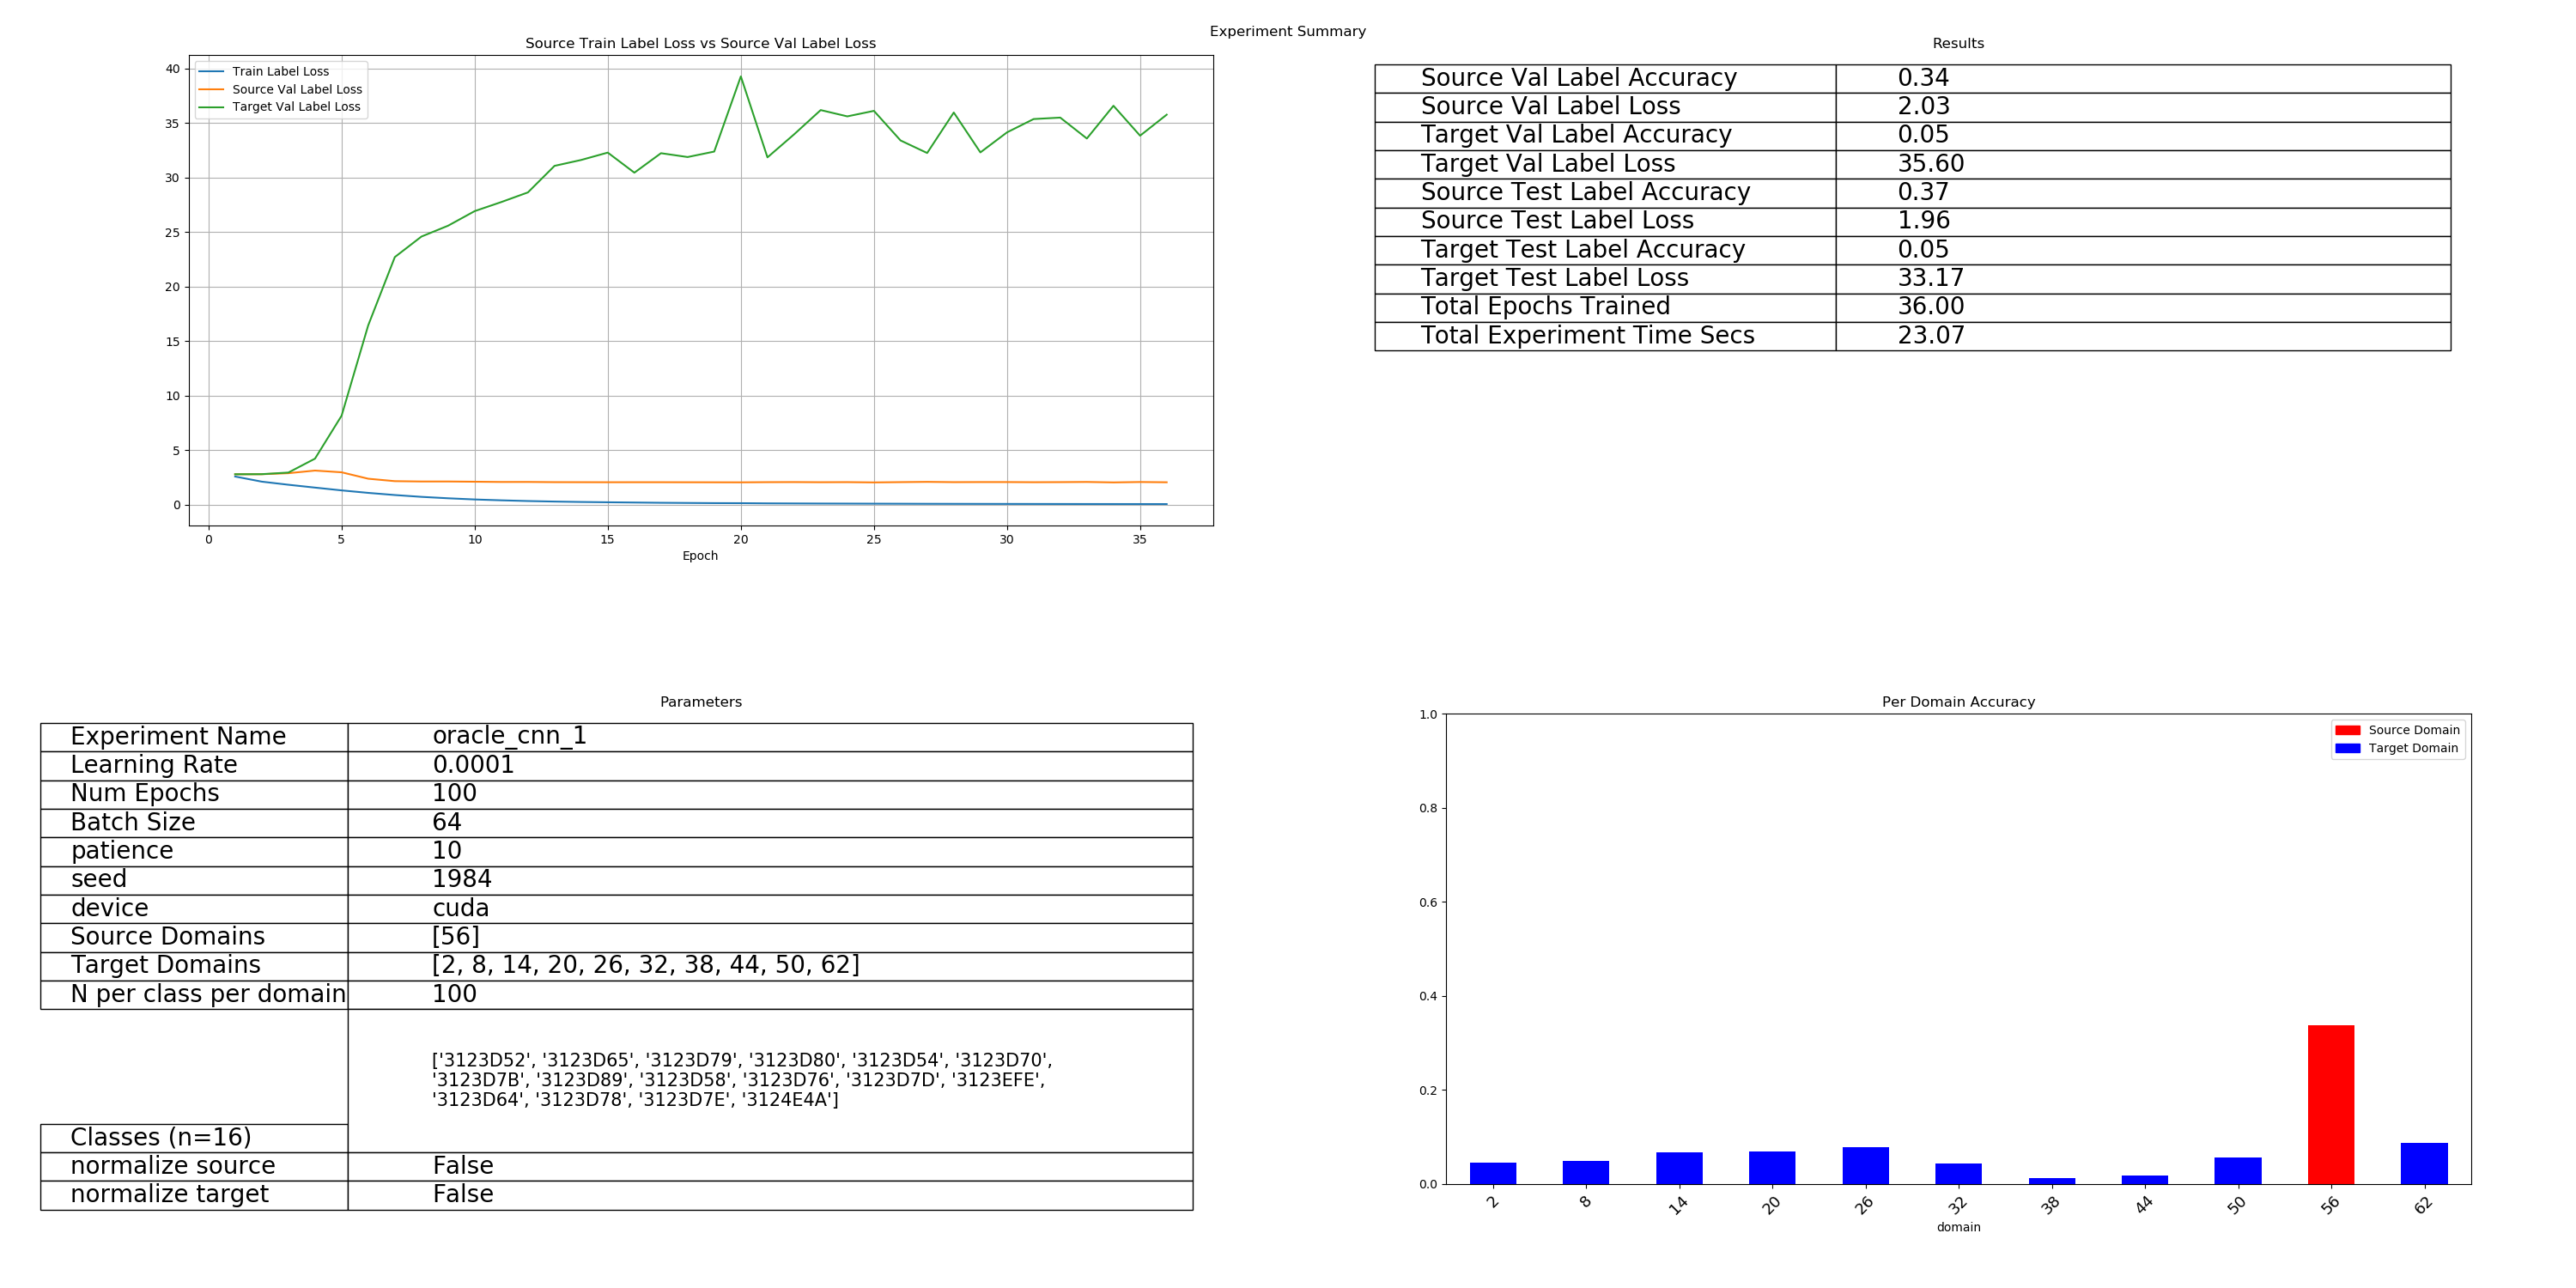 Experiment Summary
Source Train Label Loss vs Source Val Label Loss
Train Label Loss
Source Val Label Loss
Target Val Label Loss
40
35
30
25
20
15
10
5
0
0 5 10 15 20 25 30 35
Epoch
Results
Source Val Label Accuracy 0.34
Source Val Label Loss 2.03
Target Val Label Accuracy 0.05
Target Val Label Loss 35.60
Source Test Label Accuracy 0.37
Source Test Label Loss 1.96
Target Test Label Accuracy 0.05
Target Test Label Loss 33.17
Total Epochs Trained 36.00
Total Experiment Time Secs 23.07
Parameters
Experiment Name oracle_cnn_1
Learning Rate 0.0001
Num Epochs 100
Batch Size 64
patience 10
seed 1984
device cuda
Source Domains [56]
Target Domains [2, 8, 14, 20, 26, 32, 38, 44, 50, 62]
N per class per domain 100
['3123D52', '3123D65', '3123D79', '3123D80', '3123D54', '3123D70',
'3123D7B', '3123D89', '3123D58', '3123D76', '3123D7D', '3123EFE',
'3123D64', '3123D78', '3123D7E', '3124E4A']
Classes (n=16)
normalize source False
normalize target False
Per Domain Accuracy
Source Domain
Target Domain
1.0
0.8
0.6
0.4
0.2
0.0
2 8 14 20 26 32 38 44 50 56 62
domain